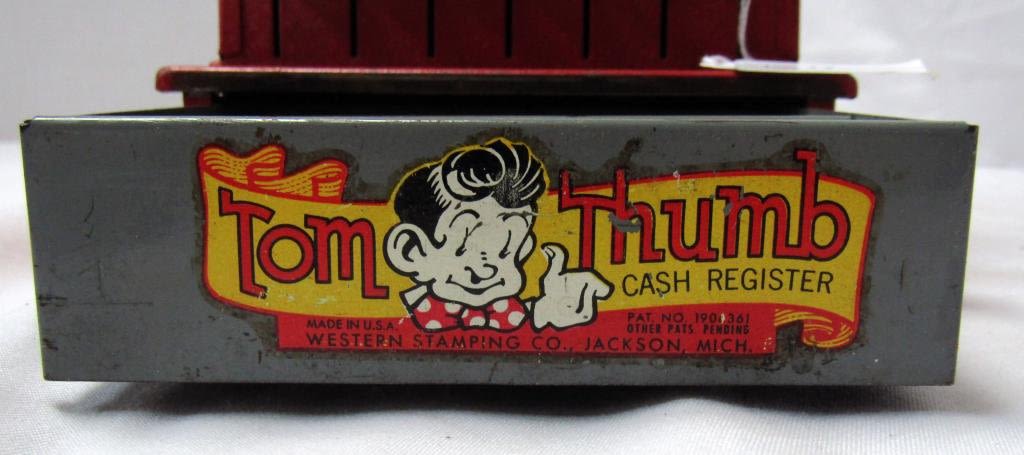 Tom Thumb
CASH REGISTER
MADE IN U.S.A.
PAT. NO. 1901361
OTHER PATS. PENDING
WESTERN STAMPING CO., JACKSON, MICH.